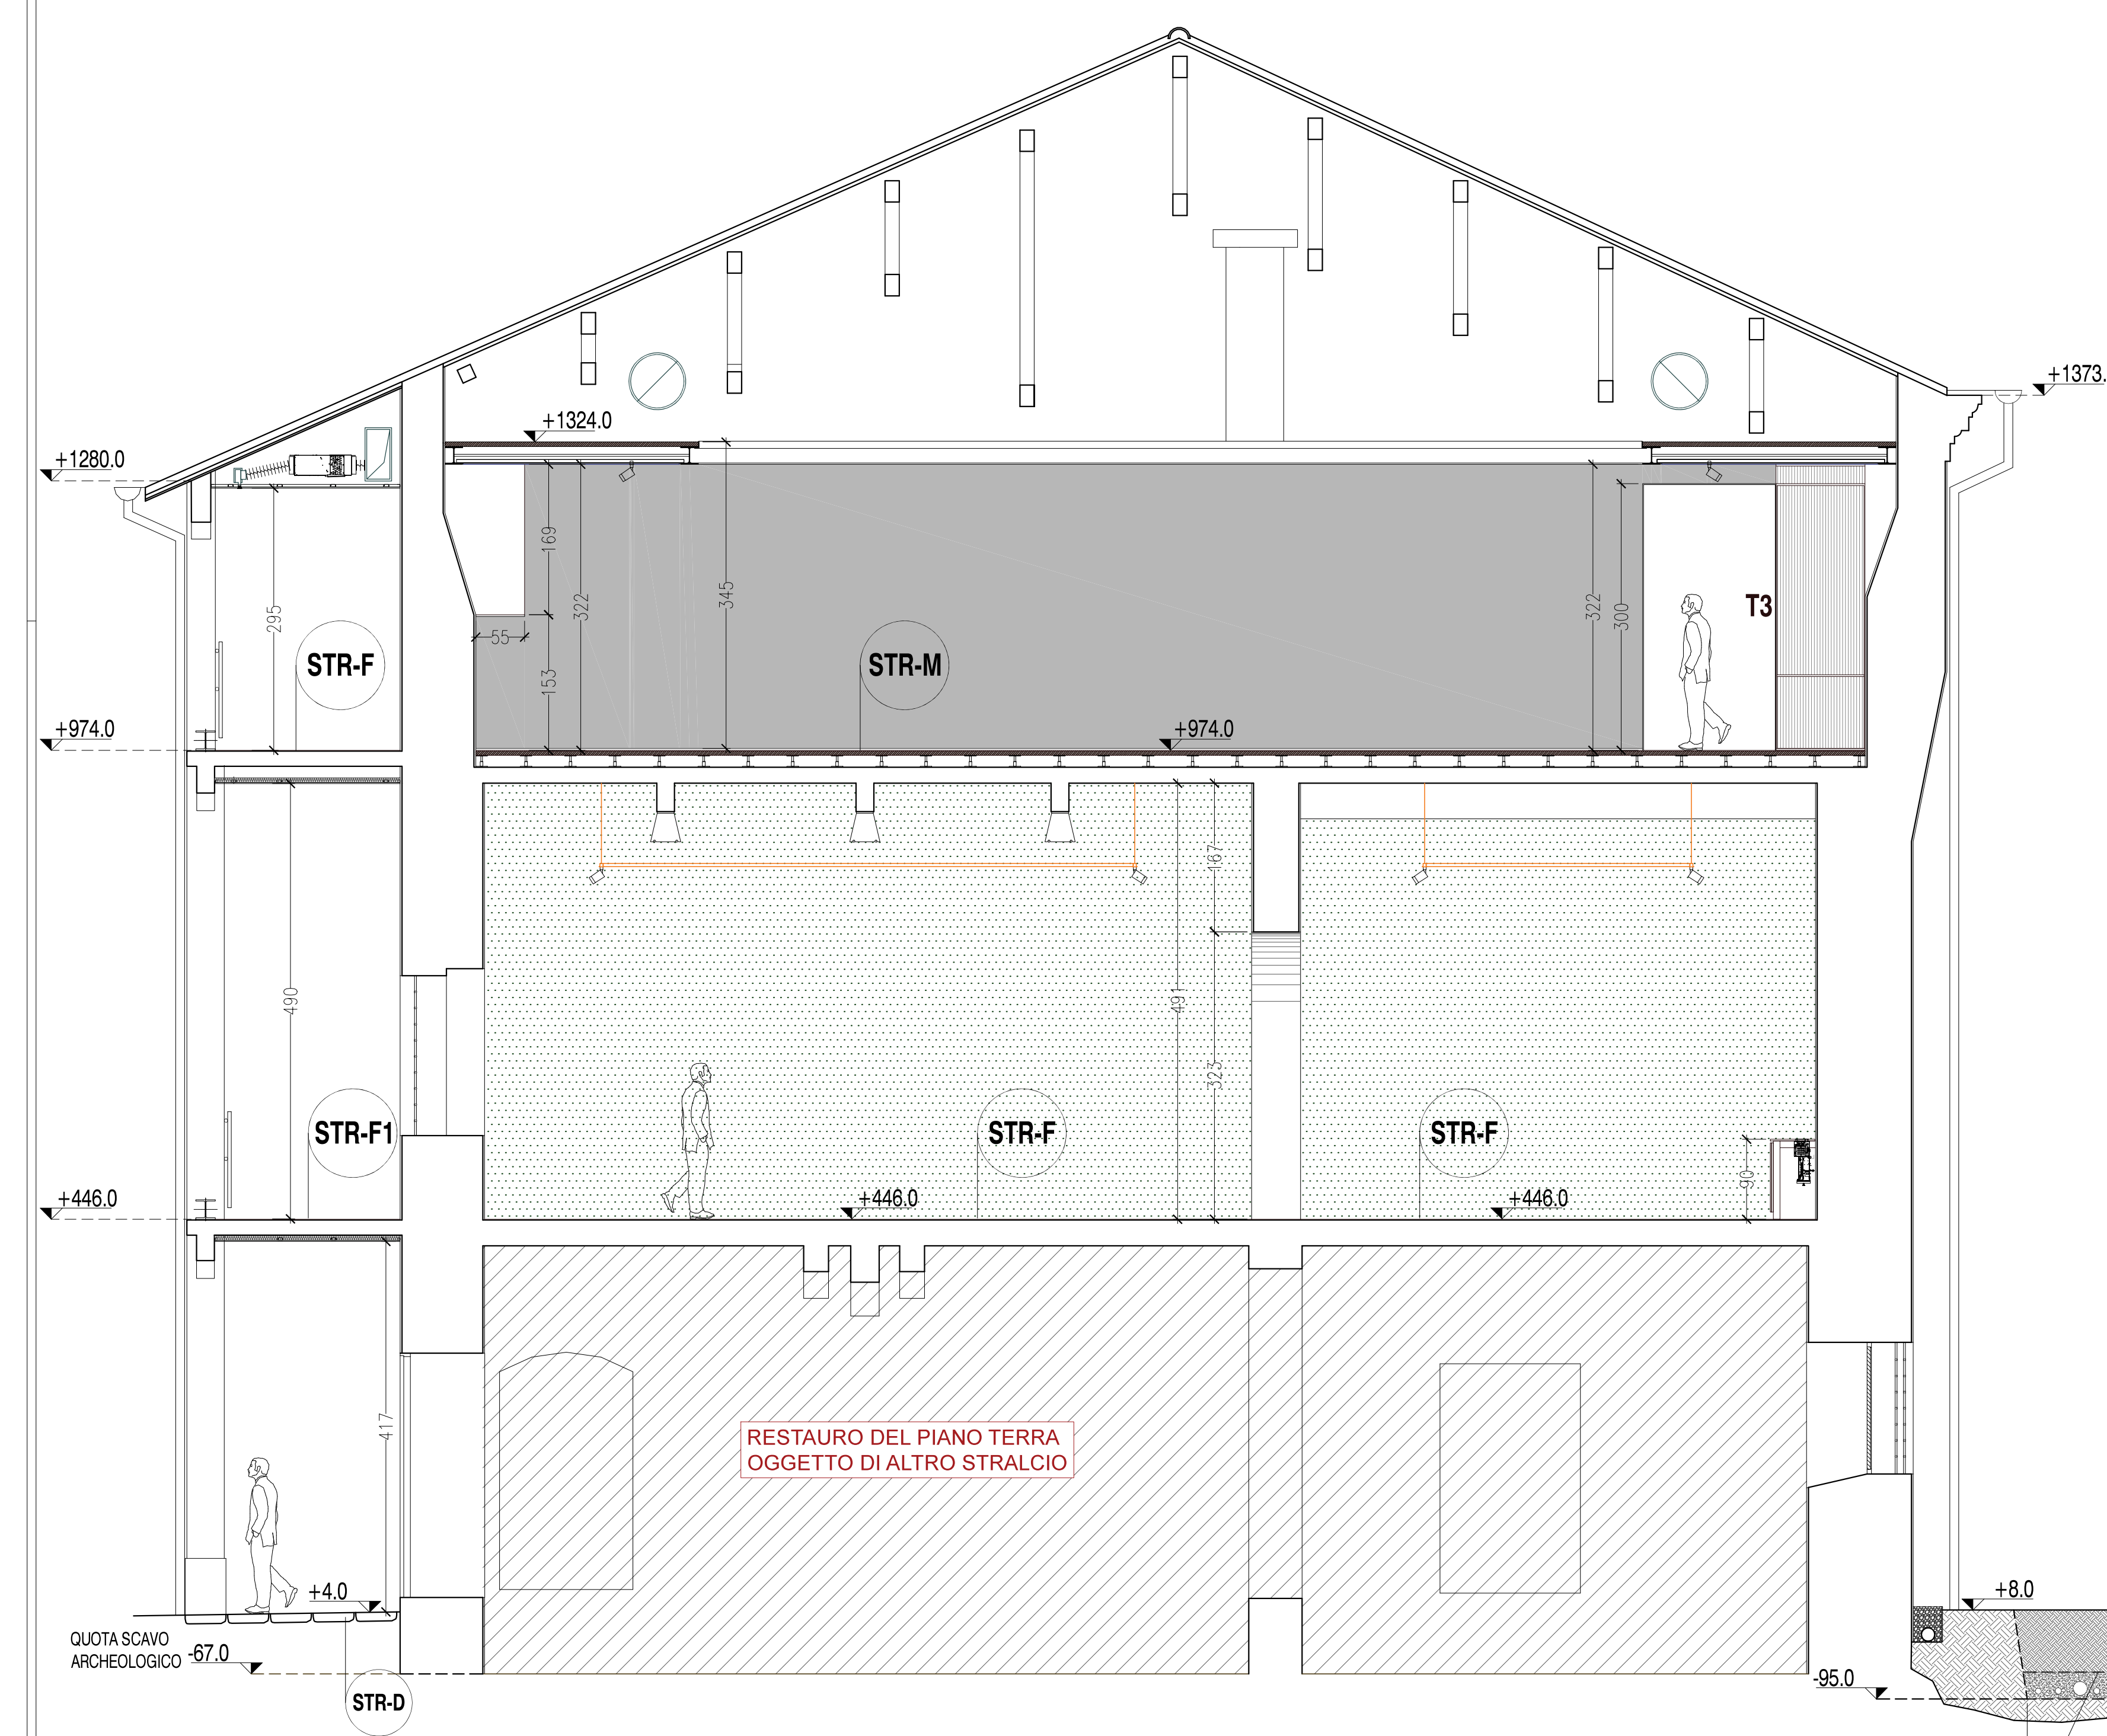 +1373.
+1324.0
+1280.0
169
322
345
295
55
153
322
300
T3
STR-F
STR-M
+974.0
+974.0
167
490
491
323
STR-F1
STR-F
STR-F
90
+446.0
+446.0
+446.0
417
RESTAURO DEL PIANO TERRA
OGGETTO DI ALTRO STRALCIO
+4.0
+8.0
QUOTA SCAVO
ARCHEOLOGICO -67.0
-95.0
STR-D